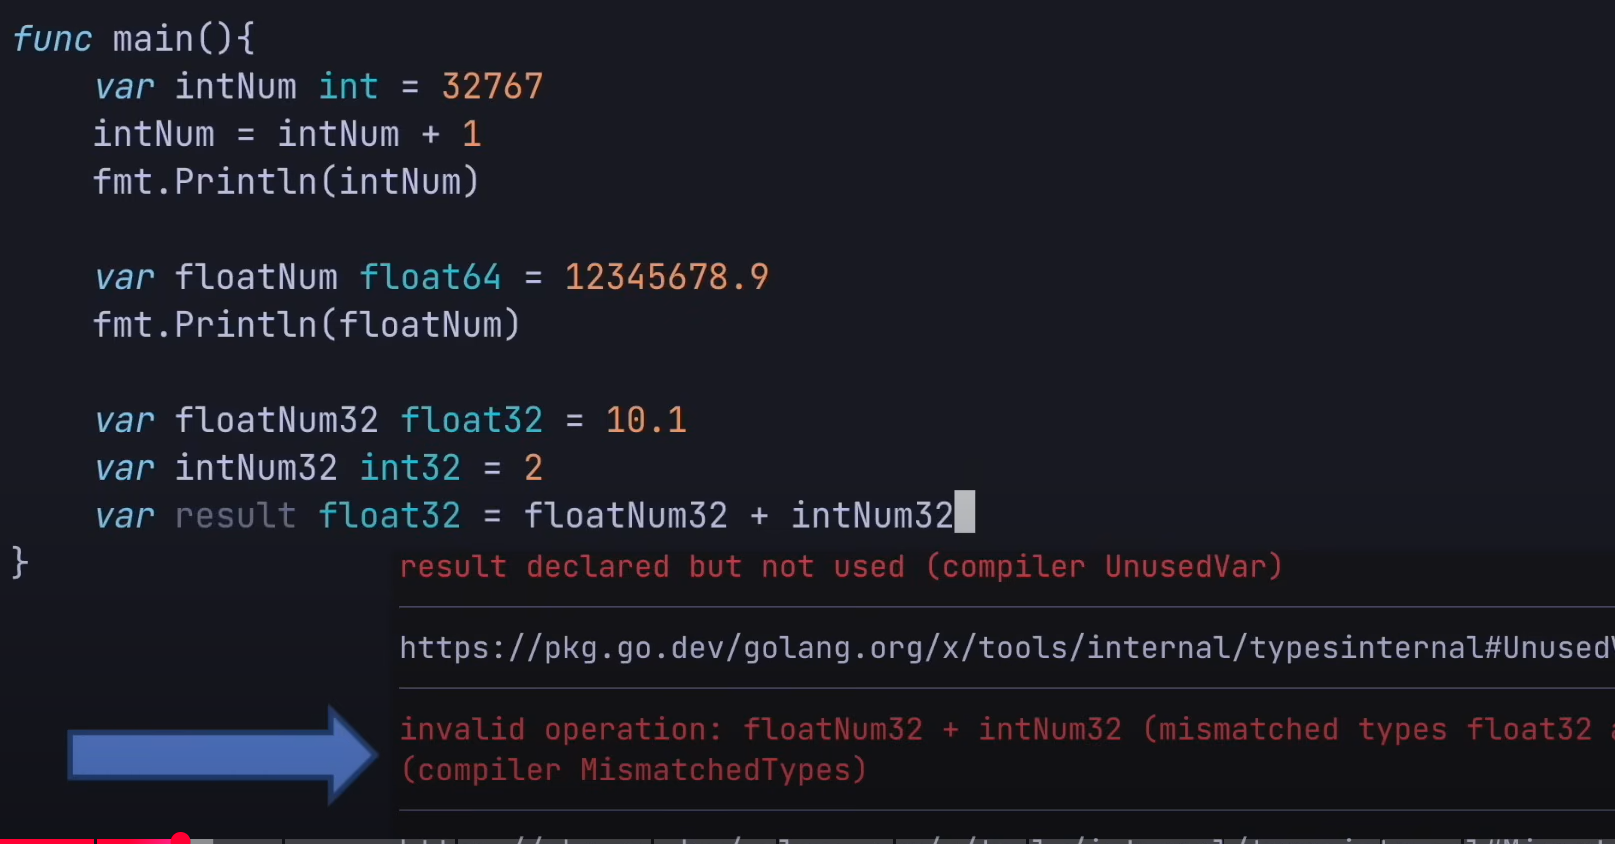 func main(){
var intNum int = 32767
intNum = intNum + 1
fmt.Println(intNum)
var floatNum float64 = 12345678.9
fmt.Println(floatNum)
var floatNum32 float32 = 10.1
var intNum32 int32 = 2
var result float32 = floatNum32 + intNum32
}
result declared but not used (compiler UnusedVar)
https://pkg.go.dev/golang.org/x/tools/internal/typesinternal#Unused
invalid operation: floatNum32 + intNum32 (mismatched types float32
(compiler MismatchedTypes)